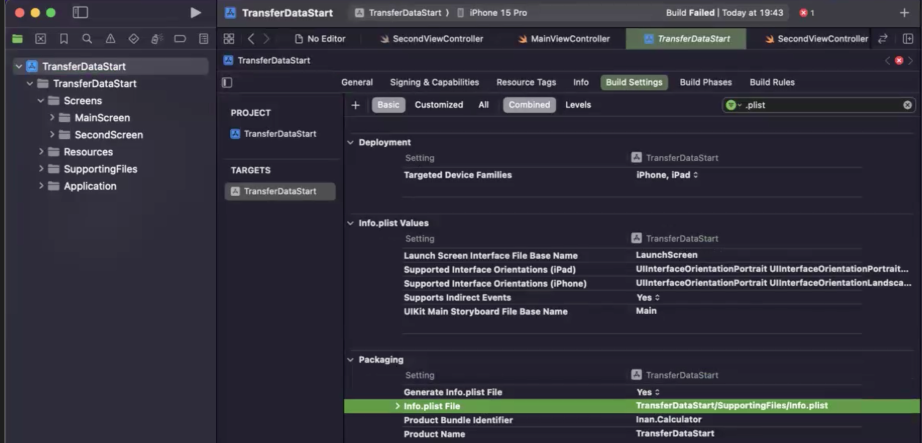 TransferDataStart
TransferDataStart ⟩ iPhone 15 Pro
Build Failed | Today at 19:43
1
No Editor
SecondViewController
MainViewController
TransferDataStart
SecondViewController
TransferDataStart
TransferDataStart
Screens
MainScreen
SecondScreen
Resources
SupportingFiles
Application
TransferDataStart
General Signing & Capabilities Resource Tags Info Build Settings Build Phases Build Rules
PROJECT
TransferDataStart
TARGETS
TransferDataStart
+ Basic Customized All Combined Levels
.plist
Deployment
Setting TransferDataStart
Targeted Device Families iPhone, iPad
Info.plist Values
Setting TransferDataStart
Launch Screen Interface File Base Name LaunchScreen
Supported Interface Orientations (iPad) UIInterfaceOrientationPortrait UIInterfaceOrientationPortrait...
Supported Interface Orientations (iPhone) UIInterfaceOrientationPortrait UIInterfaceOrientationLandsca...
Supports Indirect Events Yes
UIKit Main Storyboard File Base Name Main
Packaging
Setting TransferDataStart
Generate Info.plist File Yes
Info.plist File TransferDataStart/SupportingFiles/Info.plist
Product Bundle Identifier Inan.Calculator
Product Name TransferDataStart